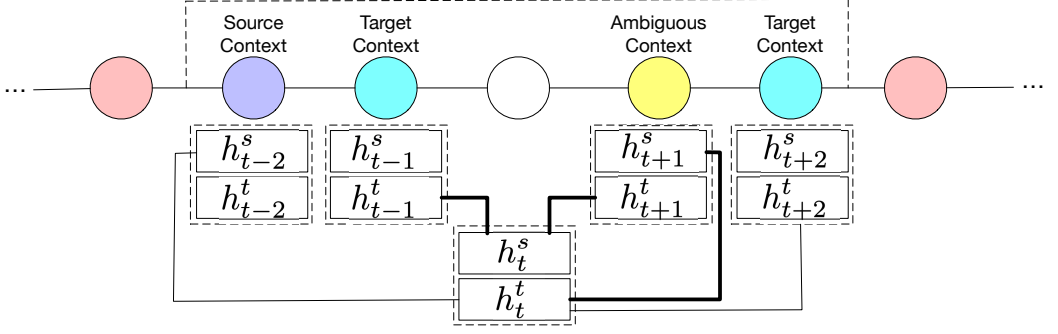 Source Context
Target Context
Ambiguous Context
Target Context
...
...
h^s_{t-2}
h^t_{t-2}
h^s_{t-1}
h^t_{t-1}
h^s_{t+1}
h^t_{t+1}
h^s_{t+2}
h^t_{t+2}
h^s_t
h^t_t